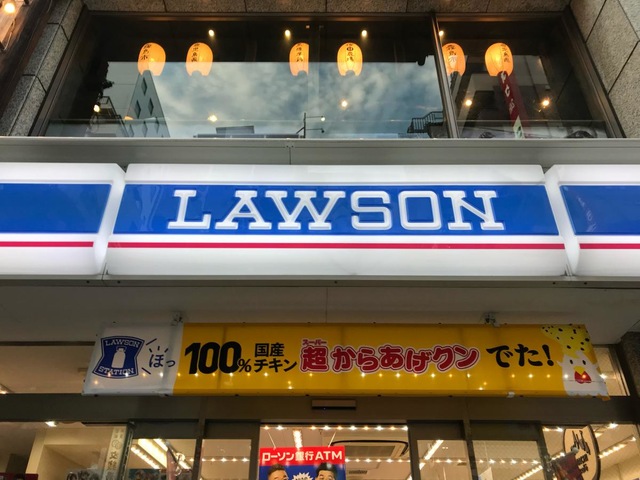 LAWSON
LAWSON
STATION
ほっ
100%
国産
チキン
スーパー
超からあげクン
でた!
ローソン銀行ATM